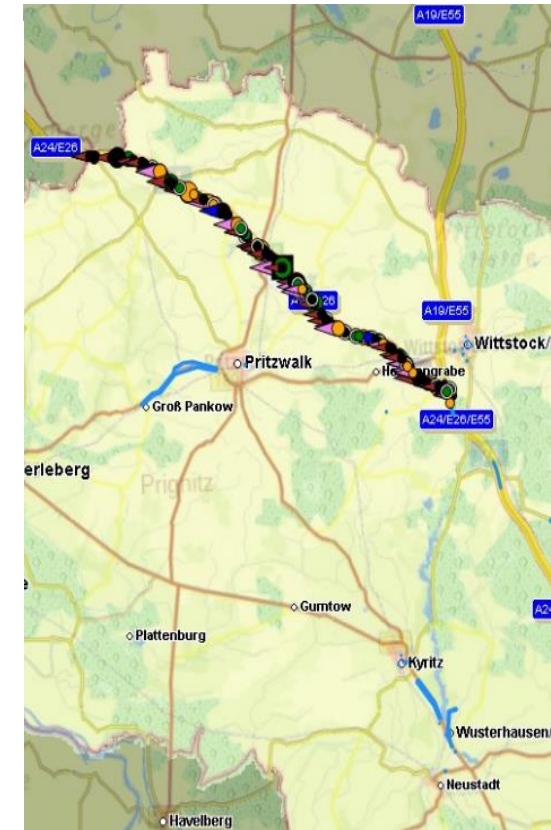 A19/E55
A24/E26
A19/E55
Wittstock/
Pritzwalk
A24/E26/E55
Groß Pankow
erleberg
Prignitz
A24
Gumtow
Plattenburg
Kyritz
Wusterhausen/
Neustadt
Havelberg